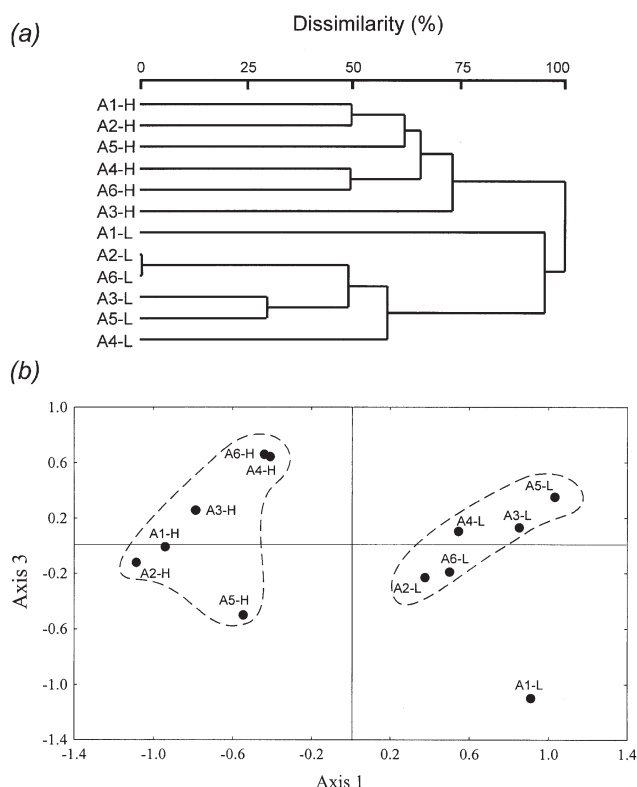 (a)
Dissimilarity (%)
0 25 50 75 100
A1-H
A2-H
A5-H
A4-H
A6-H
A3-H
A1-L
A2-L
A6-L
A3-L
A5-L
A4-L
(b)
1.0
0.6
0.2
-0.2
-0.6
-1.0
-1.4
Axis 3
A6-H
A4-H
A3-H
A1-H
A2-H
A5-H
A5-L
A4-L
A3-L
A6-L
A2-L
A1-L
-1.4 -1.0 -0.6 -0.2 0.2 0.6 1.0 1.4
Axis 1